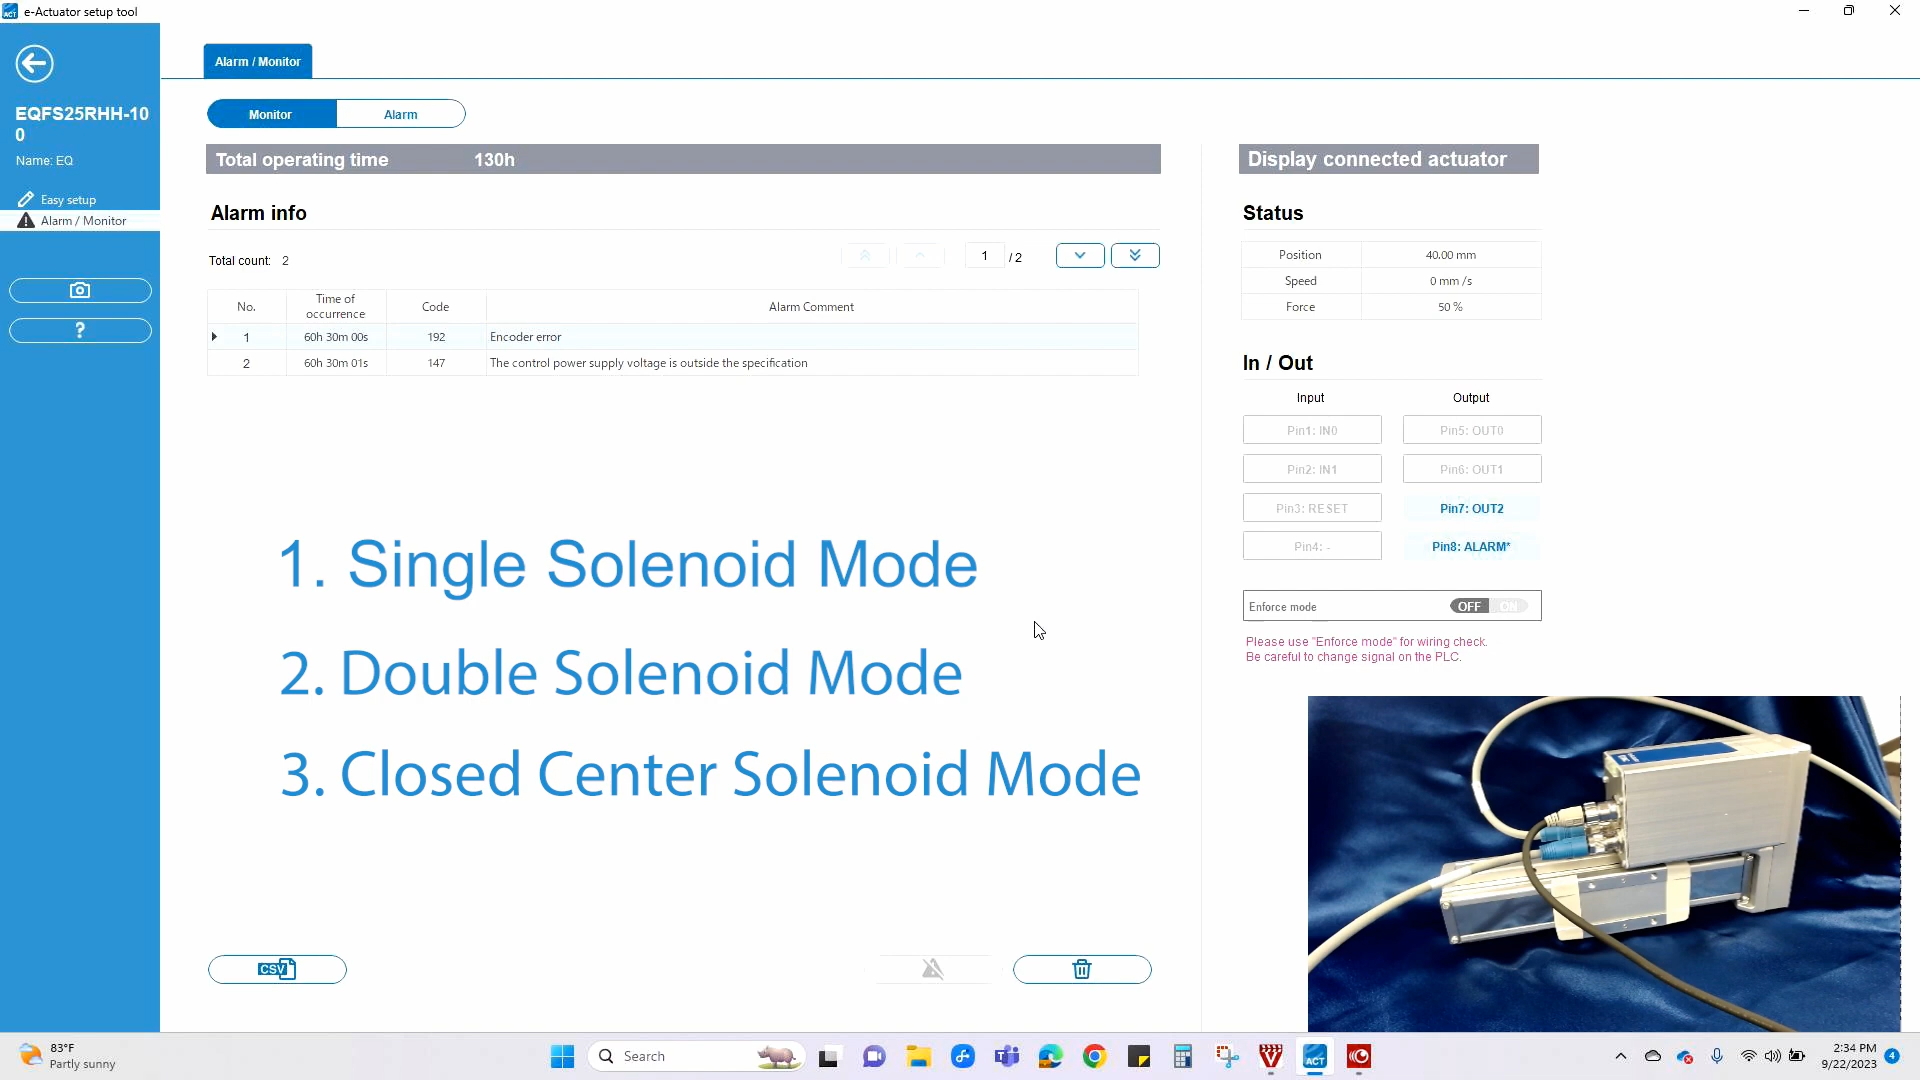 e-Actuator setup tool
Alarm / Monitor
EQFS25RHH-10
0
Name: EQ
Easy setup
Alarm / Monitor
?
Monitor
Alarm
Total operating time 130h
Alarm info
Total count: 2
1 / 2
No. Time of occurrence Code Alarm Comment
1 60h 30m 00s 192 Encoder error
2 60h 30m 01s 147 The control power supply voltage is outside the specification
1. Single Solenoid Mode
2. Double Solenoid Mode
3. Closed Center Solenoid Mode
CSV
Display connected actuator
Status
Position 40.00 mm
Speed 0 mm /s
Force 50 %
In / Out
Input Output
Pin1: IN0 Pin5: OUT0
Pin2: IN1 Pin6: OUT1
Pin3: RESET Pin7: OUT2
Pin4: - Pin8: ALARM*
Enforce mode OFF ON
Please use "Enforce mode" for wiring check.
Be careful to change signal on the PLC.
83°F
Partly sunny
Search
ACT
2:34 PM
9/22/2023
4